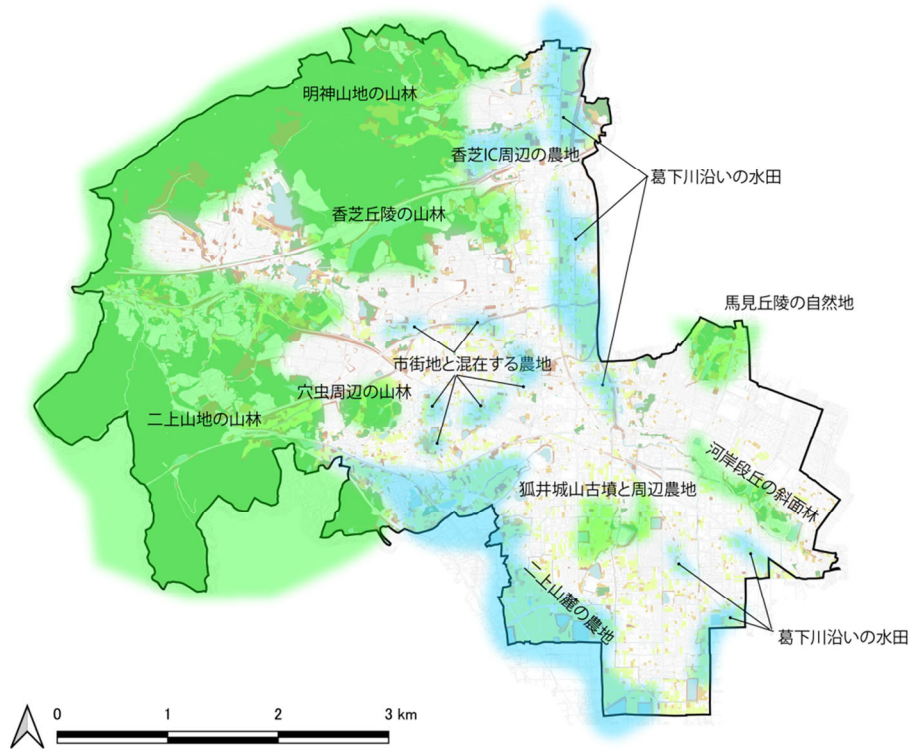 明神山地の山林
香芝IC周辺の農地
葛下川沿いの水田
香芝丘陵の山林
馬見丘陵の自然地
市街地と混在する農地
穴虫周辺の山林
二上山地の山林
河岸段丘の斜面林
狐井城山古墳と周辺農地
二上山麓の農地
葛下川沿いの水田
0 1 2 3 km